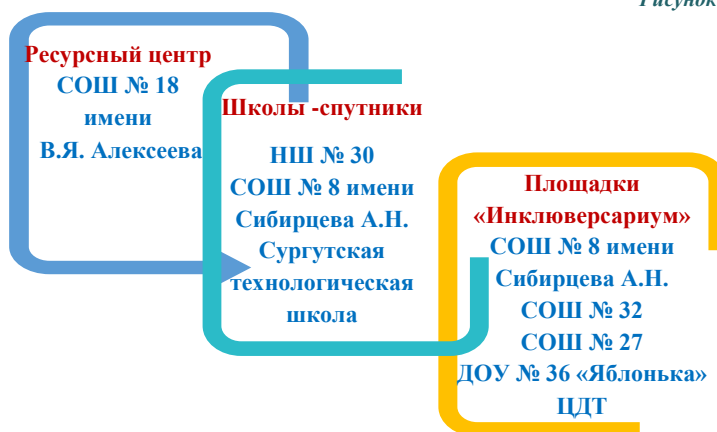 Рисунок
Ресурсный центр
СОШ № 18
имени
В.Я. Алексеева
Школы -спутники
НШ № 30
СОШ № 8 имени
Сибирцева А.Н.
Сургутская
технологическая
школа
Площадки
«Инклюверсариум»
СОШ № 8 имени
Сибирцева А.Н.
СОШ № 32
СОШ № 27
ДОУ № 36 «Яблонька»
ЦДТ